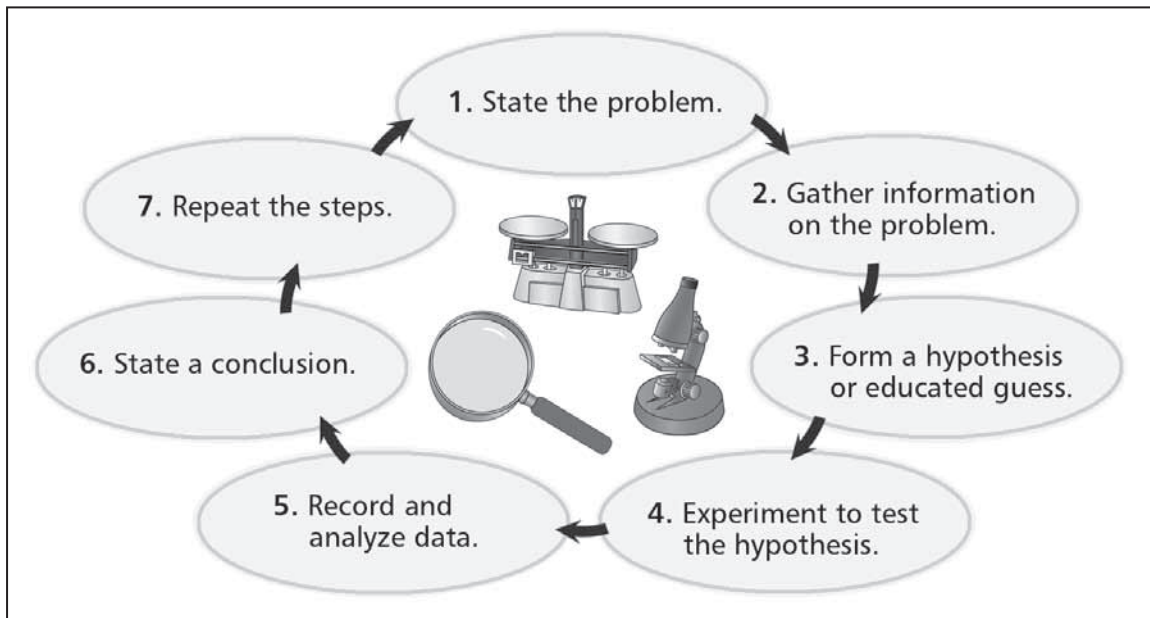 1. State the problem.
2. Gather information
on the problem.
3. Form a hypothesis
or educated guess.
4. Experiment to test
the hypothesis.
5. Record and
analyze data.
6. State a conclusion.
7. Repeat the steps.